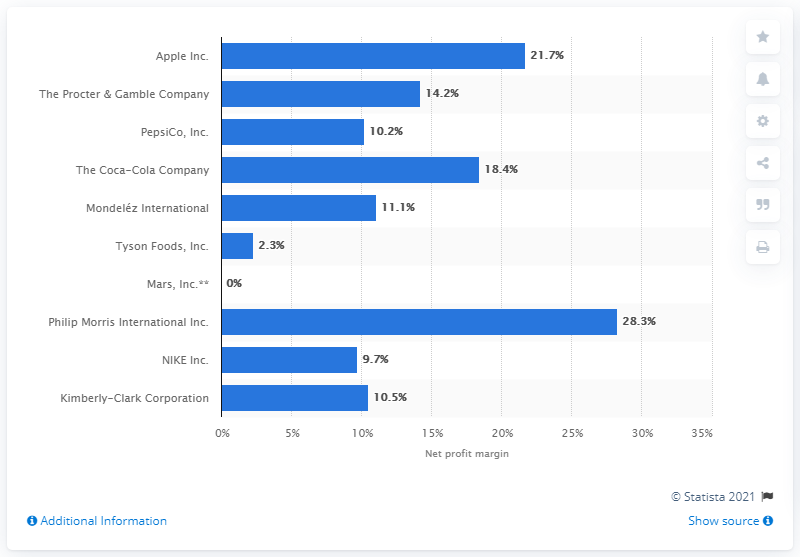 Apple Inc. 21.7%
The Procter & Gamble Company 14.2%
PepsiCo, Inc. 10.2%
The Coca-Cola Company 18.4%
Mondeléz International 11.1%
Tyson Foods, Inc. 2.3%
Mars, Inc.** 0%
Philip Morris International Inc. 28.3%
NIKE Inc. 9.7%
Kimberly-Clark Corporation 10.5%
0% 5% 10% 15% 20% 25% 30% 35%
Net profit margin
© Statista 2021
Additional Information Show source